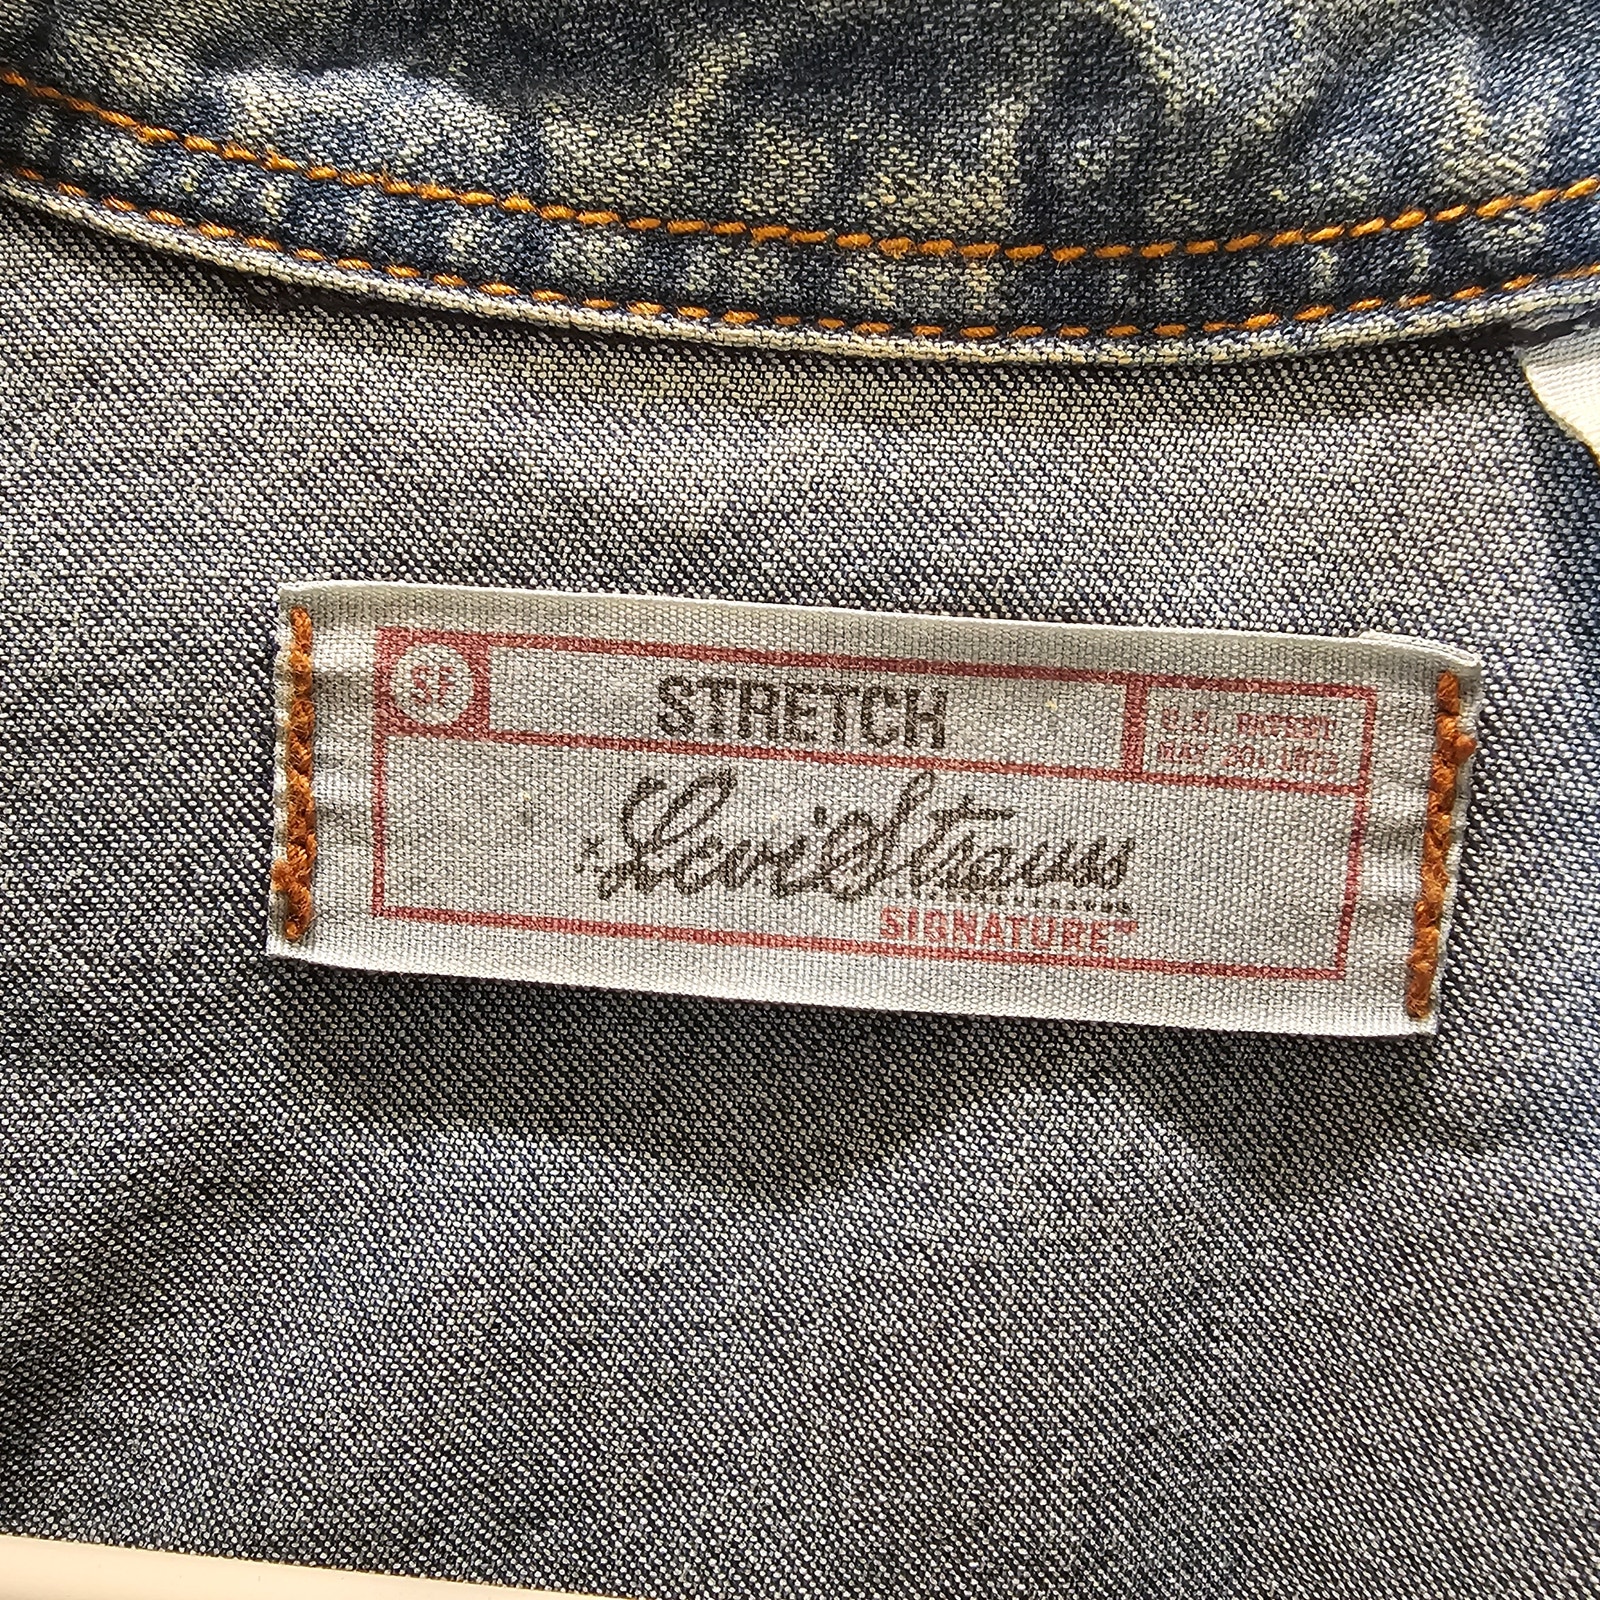 SF
STRETCH
U.S. PATENT
MAY 20, 1873
Levi Strauss
SIGNATURE™